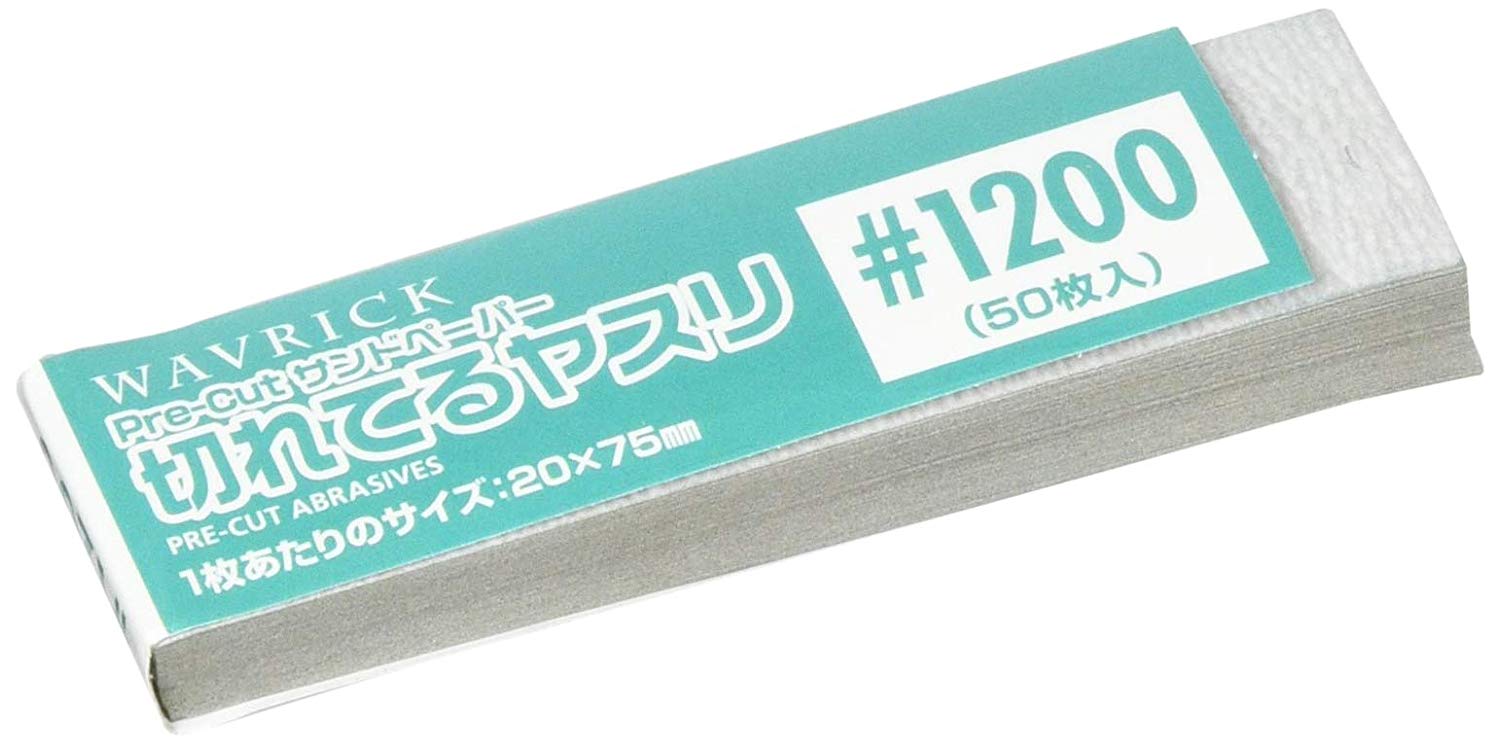 WAVRICK
Pre-Cut サンドペーパー
切れてるヤスリ
PRE-CUT ABRASIVES
1枚あたりのサイズ:20×75㎜
#1200
(50枚入)